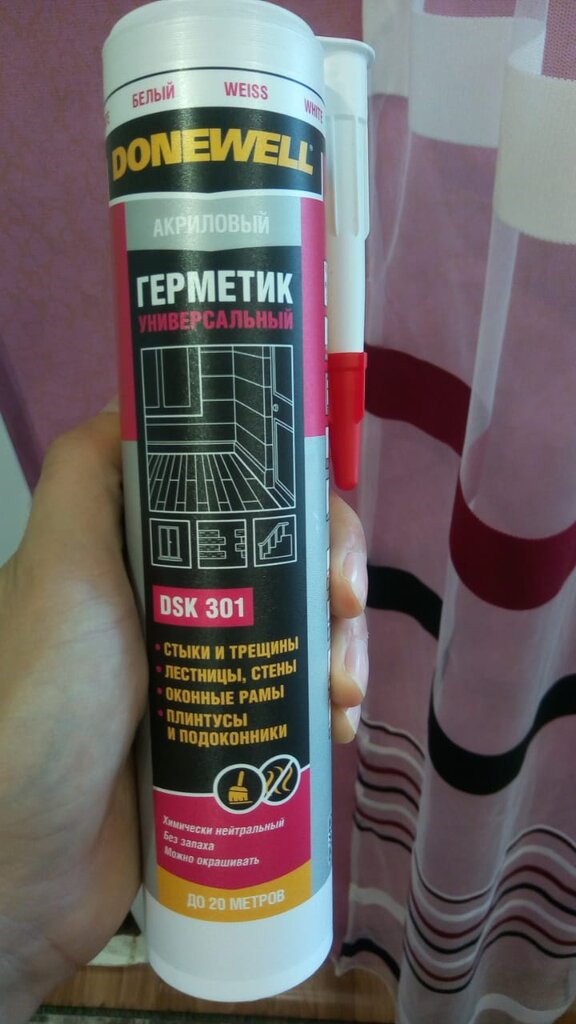 БЕЛЫЙ WEISS WHITE
DONEWELL
АКРИЛОВЫЙ
ГЕРМЕТИК
УНИВЕРСАЛЬНЫЙ
DSK 301
• СТЫКИ И ТРЕЩИНЫ
• ЛЕСТНИЦЫ, СТЕНЫ
• ОКОННЫЕ РАМЫ
• ПЛИНТУСЫ
И ПОДОКОННИКИ
Химически нейтральный
Без запаха
Можно окрашивать
ДО 20 МЕТРОВ